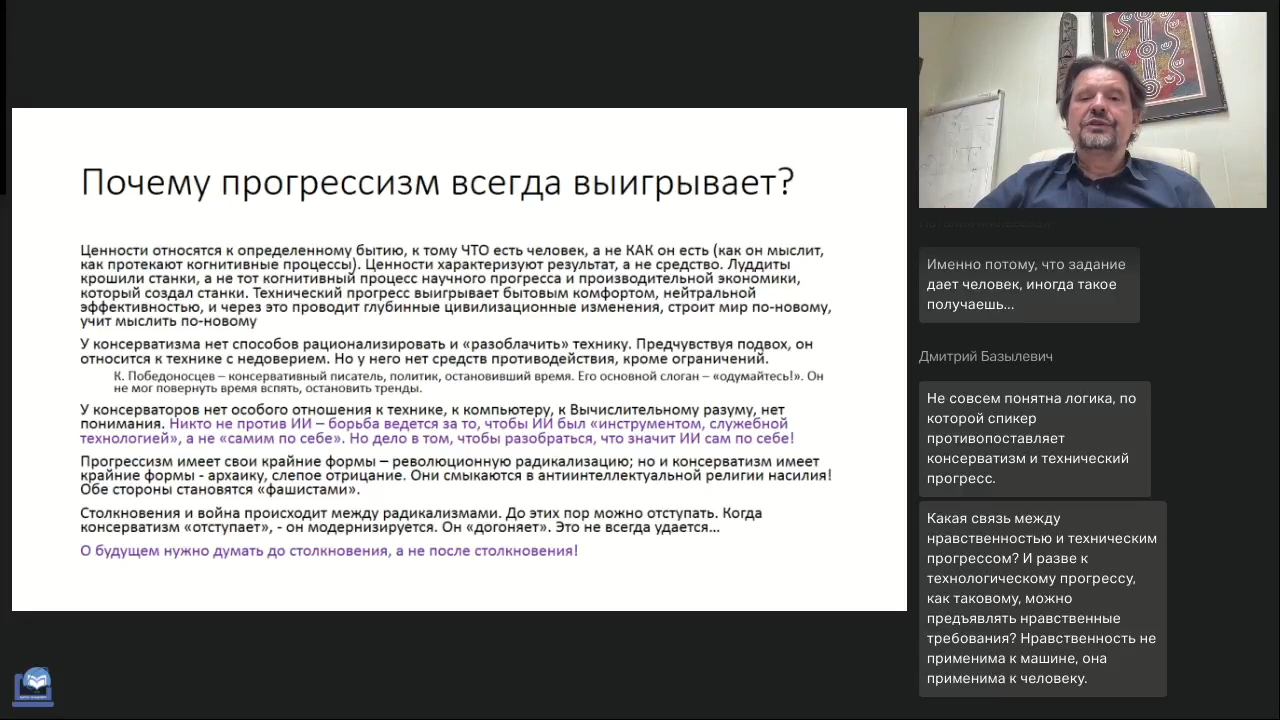 Почему прогрессизм всегда выигрывает?
Ценности относятся к определенному бытию, к тому ЧТО есть человек, а не КАК он есть (как он мыслит,
как протекают когнитивные процессы). Ценности характеризуют результат, а не средство. Луддиты
крошили станки, а не тот когнитивный процесс научного прогресса и производительной экономики,
который создал станки. Технический прогресс выигрывает бытовым комфортом, нейтральной
эффективностью, и через это проводит глубинные цивилизационные изменения, строит мир по-новому,
учит мыслить по-новому
У консерватизма нет способов рационализировать и «разоблачить» технику. Предчувствуя подвох, он
относится к технике с недоверием. Но у него нет средств противодействия, кроме ограничений.
К. Победоносцев – консервативный писатель, политик, остановивший время. Его основной слоган – «одумайтесь!». Он
не мог повернуть время вспять, остановить тренды.
У консерваторов нет особого отношения к технике, к компьютеру, к Вычислительному разуму, нет
понимания. Никто не против ИИ – борьба ведется за то, чтобы ИИ был «инструментом, служебной
технологией», а не «самим по себе». Но дело в том, чтобы разобраться, что значит ИИ сам по себе!
Прогрессизм имеет свои крайние формы – революционную радикализацию; но и консерватизм имеет
крайние формы - архаику, слепое отрицание. Они смыкаются в антиинтеллектуальной религии насилия!
Обе стороны становятся «фашистами».
Столкновения и война происходит между радикализмами. До этих пор можно отступать. Когда
консерватизм «отступает», - он модернизируется. Он «догоняет». Это не всегда удается...
О будущем нужно думать до столкновения, а не после столкновения!
Именно потому, что задание
дает человек, иногда такое
получаешь...
Дмитрий Базылевич
Не совсем понятна логика, по
которой спикер
противопоставляет
консерватизм и технический
прогресс.
Какая связь между
нравственностью и техническим
прогрессом? И разве к
технологическому прогрессу,
как таковому, можно
предъявлять нравственные
требования? Нравственность не
применима к машине, она
применима к человеку.